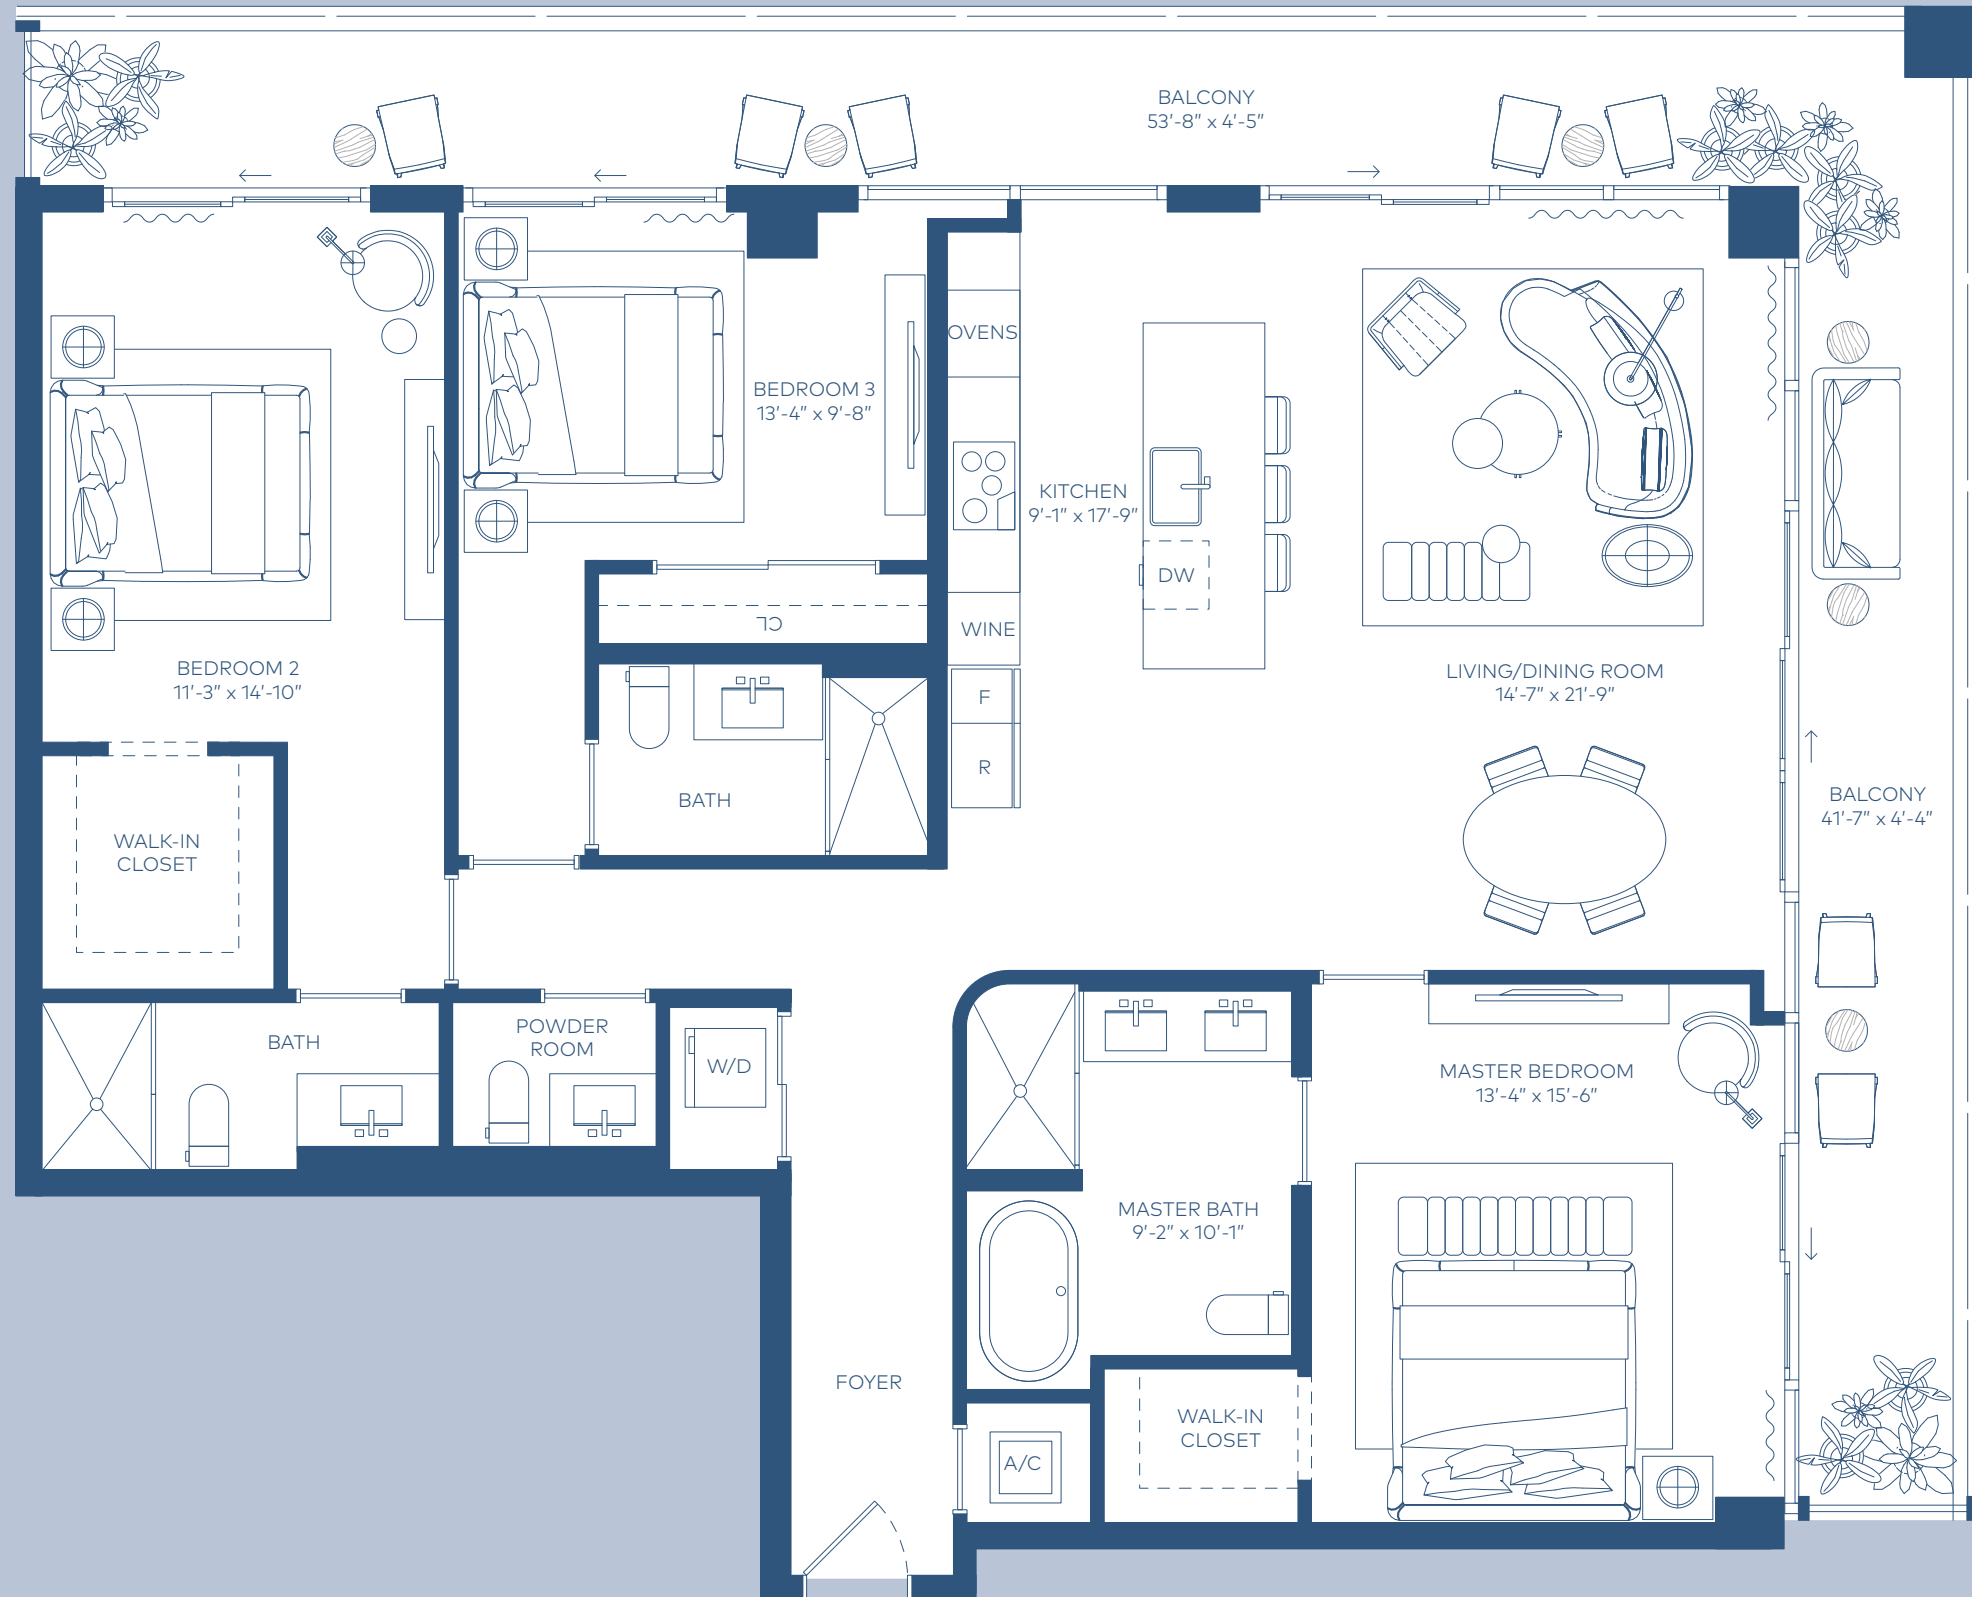 BALCONY
53'-8" x 4'-5"
OVENS
BEDROOM 3
13'-4" x 9'-8"
KITCHEN
9'-1" x 17'-9"
DW
CL
WINE
BEDROOM 2
11'-3" x 14'-10"
LIVING/DINING ROOM
14'-7" x 21'-9"
F
R
BATH
BALCONY
41'-7" x 4'-4"
WALK-IN
CLOSET
BATH
POWDER
ROOM
W/D
MASTER BEDROOM
13'-4" x 15'-6"
MASTER BATH
9'-2" x 10'-1"
FOYER
WALK-IN
CLOSET
A/C